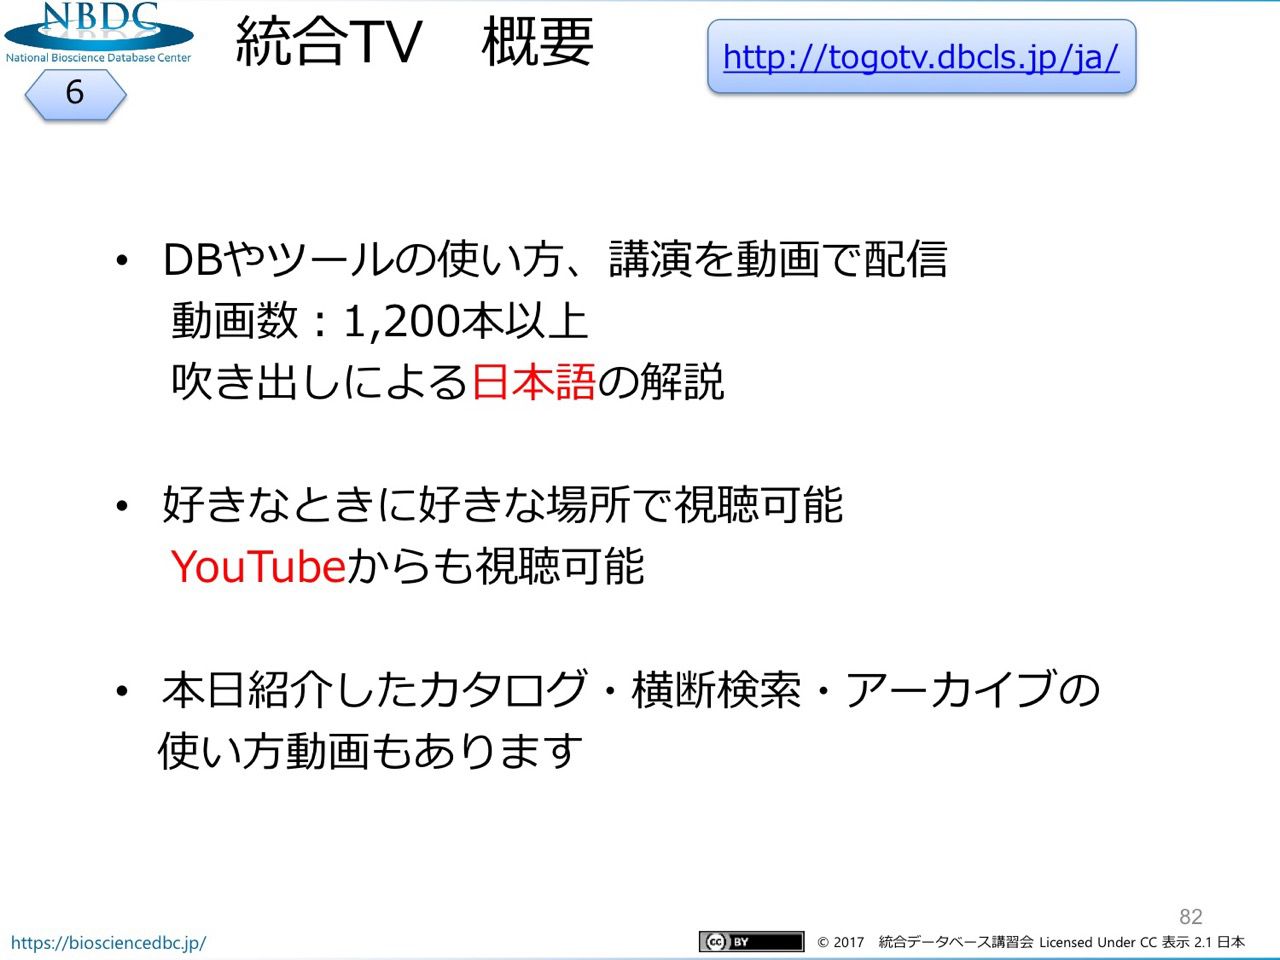 NBDC
National Bioscience Database Center
6
統合TV　概要
http://togotv.dbcls.jp/ja/
• DBやツールの使い方、講演を動画で配信
動画数：1,200本以上
吹き出しによる日本語の解説
• 好きなときに好きな場所で視聴可能
YouTubeからも視聴可能
• 本日紹介したカタログ・横断検索・アーカイブの
使い方動画もあります
82
https://biosciencedbc.jp/
cc BY
© 2017　統合データベース講習会 Licensed Under CC 表示 2.1 日本